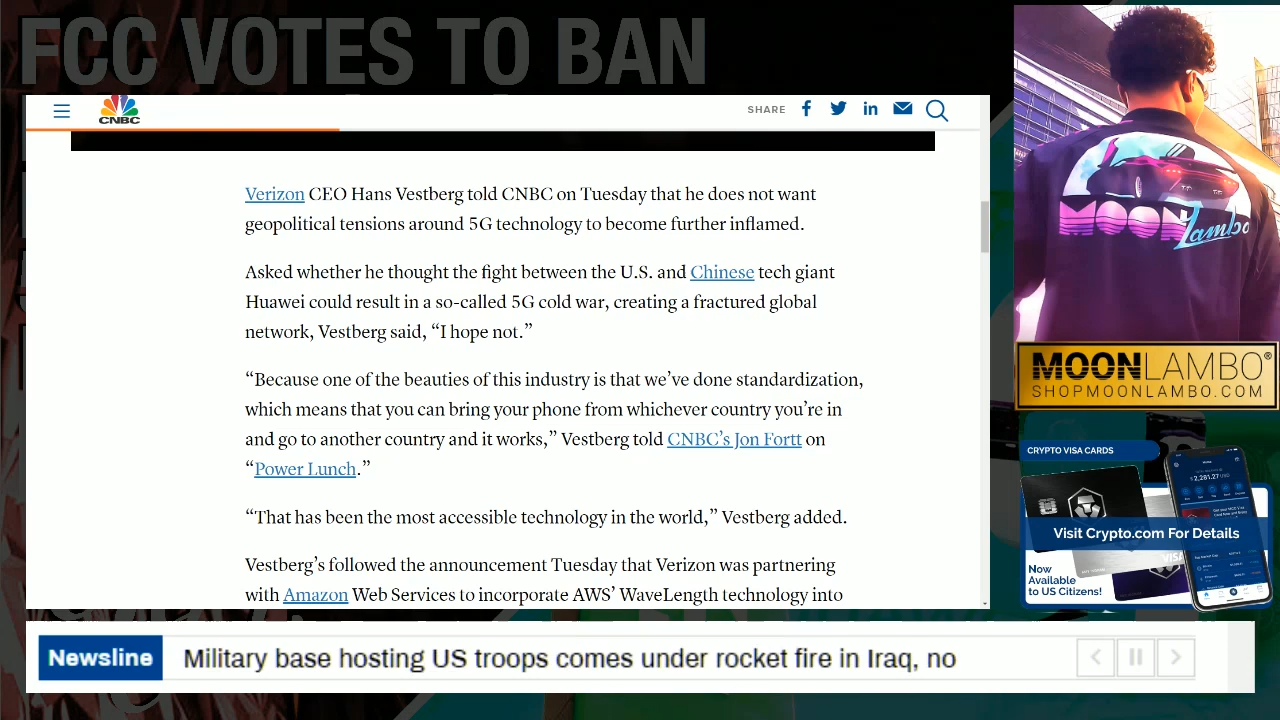 FCC VOTES TO BAN
CNBC
SHARE
Verizon CEO Hans Vestberg told CNBC on Tuesday that he does not want
geopolitical tensions around 5G technology to become further inflamed.
Asked whether he thought the fight between the U.S. and Chinese tech giant
Huawei could result in a so-called 5G cold war, creating a fractured global
network, Vestberg said, “I hope not.”
“Because one of the beauties of this industry is that we’ve done standardization,
which means that you can bring your phone from whichever country you’re in
and go to another country and it works,” Vestberg told CNBC’s Jon Fortt on
“Power Lunch.”
“That has been the most accessible technology in the world,” Vestberg added.
Vestberg’s followed the announcement Tuesday that Verizon was partnering
with Amazon Web Services to incorporate AWS’ WaveLength technology into
MOON
Lambo
MOONLAMBO®
SHOPMOONLAMBO.COM
CRYPTO VISA CARDS
$2,281.27 USD
Visit Crypto.com For Details
VISA
Now
Available
to US Citizens!
Newsline
Military base hosting US troops comes under rocket fire in Iraq, no